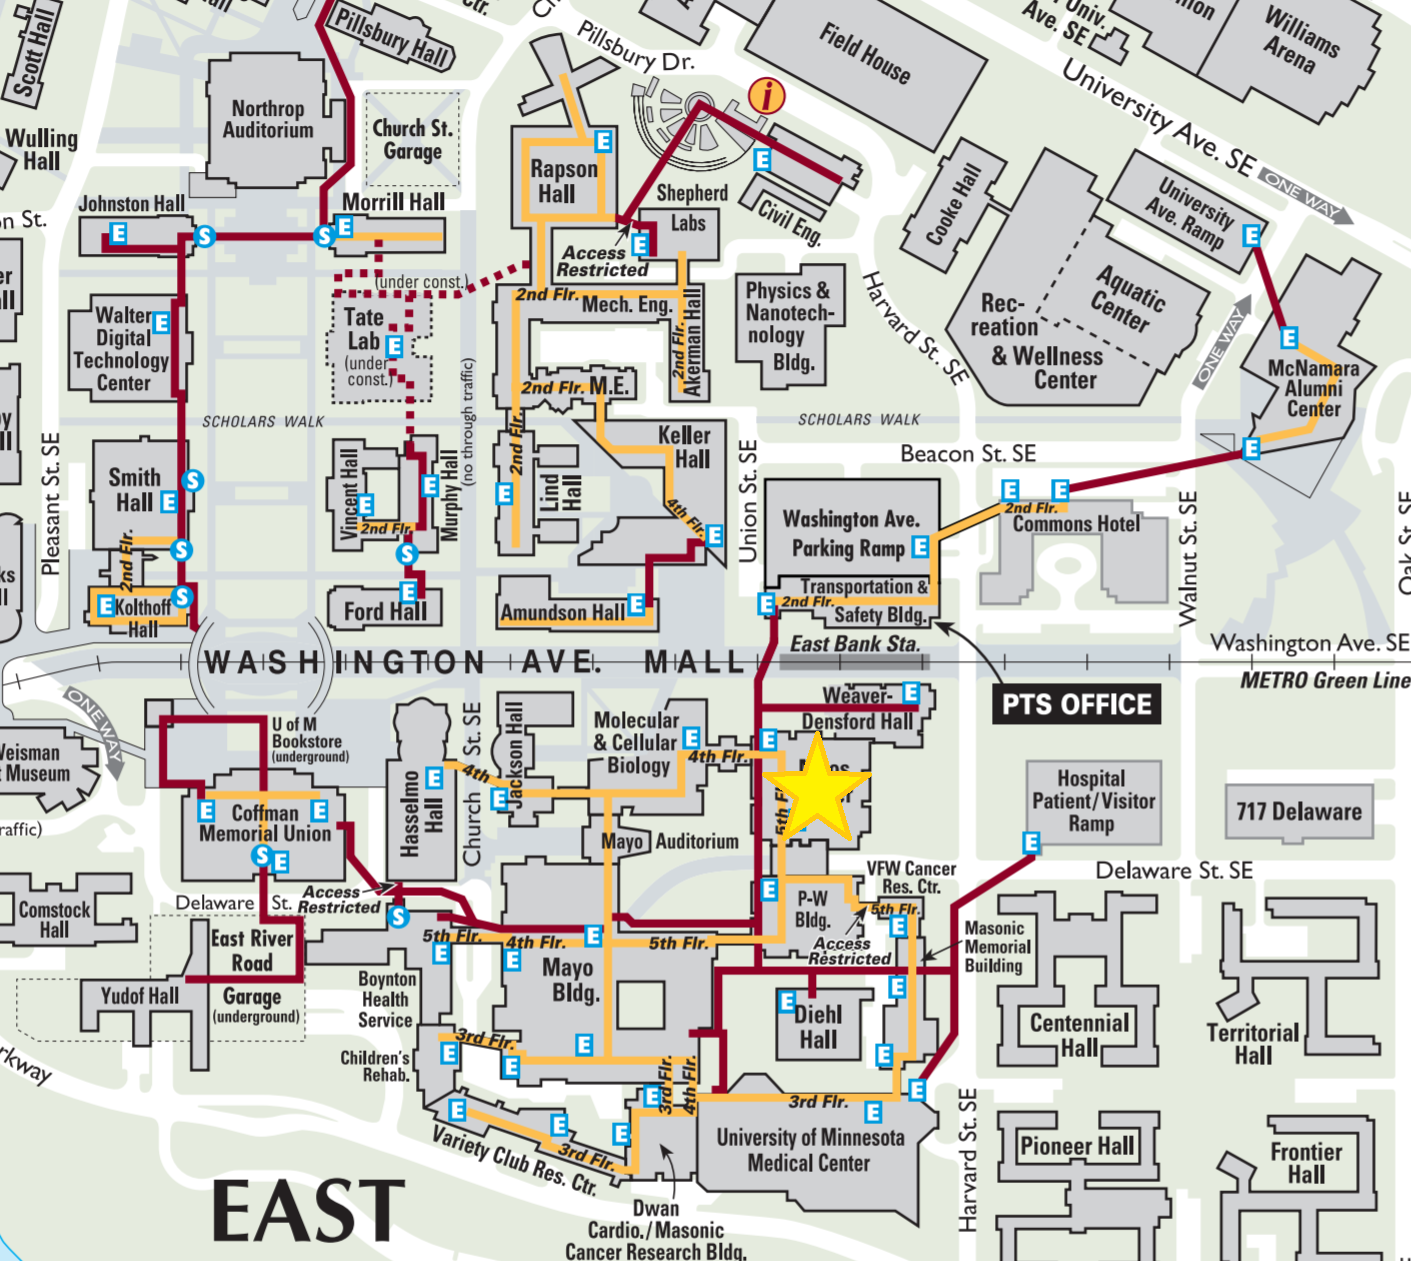 Scott Hall
Pillsbury Hall
Ctr.
Pillsbury Dr.
Field House
Univ.
Ave. SE
Williams
Arena
University Ave. SE
ONE WAY
Northrop
Auditorium
Church St.
Garage
Wulling
Hall
Rapson
Hall
E
i
E
Shepherd
Labs
Civil Eng.
Cooke Hall
University
Ave. Ramp
E
Johnston Hall
Morrill Hall
on St.
E
S
S
E
Access
Restricted
E
(under const.)
2nd Flr.
Mech. Eng.
Akerman Hall
2nd Flr.
Physics &
Nanotech-
nology
Bldg.
Harvard St. SE
Rec-
reation
& Wellness
Center
Aquatic
Center
ONE WAY
E
McNamara
Alumni
Center
E
Walter
Digital
Technology
Center
E
Tate
Lab
(under
const.)
E
(no through traffic)
2nd Flr.
M.E.
SCHOLARS WALK
SCHOLARS WALK
Pleasant St. SE
Smith
Hall
E
S
S
2nd Flr.
E
Kolthoff
Hall
S
Vincent Hall
E
2nd Flr.
Murphy Hall
E
S
E
Ford Hall
2nd Flr.
E
Lind
Hall
Keller
Hall
4th Flr.
E
Amundson Hall
E
Union St. SE
Beacon St. SE
Washington Ave.
Parking Ramp
E
Transportation &
Safety Bldg.
E
2nd Flr.
E
E
2nd Flr.
Commons Hotel
Walnut St. SE
Oak St. SE
East Bank Sta.
WASHINGTON AVE. MALL
Washington Ave. SE
METRO Green Line
PTS OFFICE
ONE WAY
Weisman
Museum
U of M
Bookstore
(underground)
E
E
Coffman
Memorial Union
S
E
Hasselmo
Hall
E
4th
Church St. SE
Jackson Hall
E
Molecular
& Cellular
Biology
E
4th Flr.
Weaver-
Densford Hall
E
E
Mayo
Auditorium
Hospital
Patient/Visitor
Ramp
E
717 Delaware
Delaware St. SE
Comstock
Hall
Delaware St.
Access
Restricted
S
East River
Road
Garage
(underground)
Yudof Hall
5th Flr.
4th Flr.
5th Flr.
E
E
E
Mayo
Bldg.
E
P-W
Bldg.
E
VFW Cancer
Res. Ctr.
5th Flr.
E
Access
Restricted
Masonic
Memorial
Building
E
Boynton
Health
Service
Diehl
Hall
E
E
Centennial
Hall
Territorial
Hall
Children's
Rehab.
3rd Flr.
E
E
3rd Flr.
4th Flr.
E
3rd Flr.
E
E
E
E
E
3rd Flr.
Variety Club Res. Ctr.
University of Minnesota
Medical Center
Harvard St. SE
Pioneer Hall
Frontier
Hall
EAST
Dwan
Cardio./Masonic
Cancer Research Bldg.